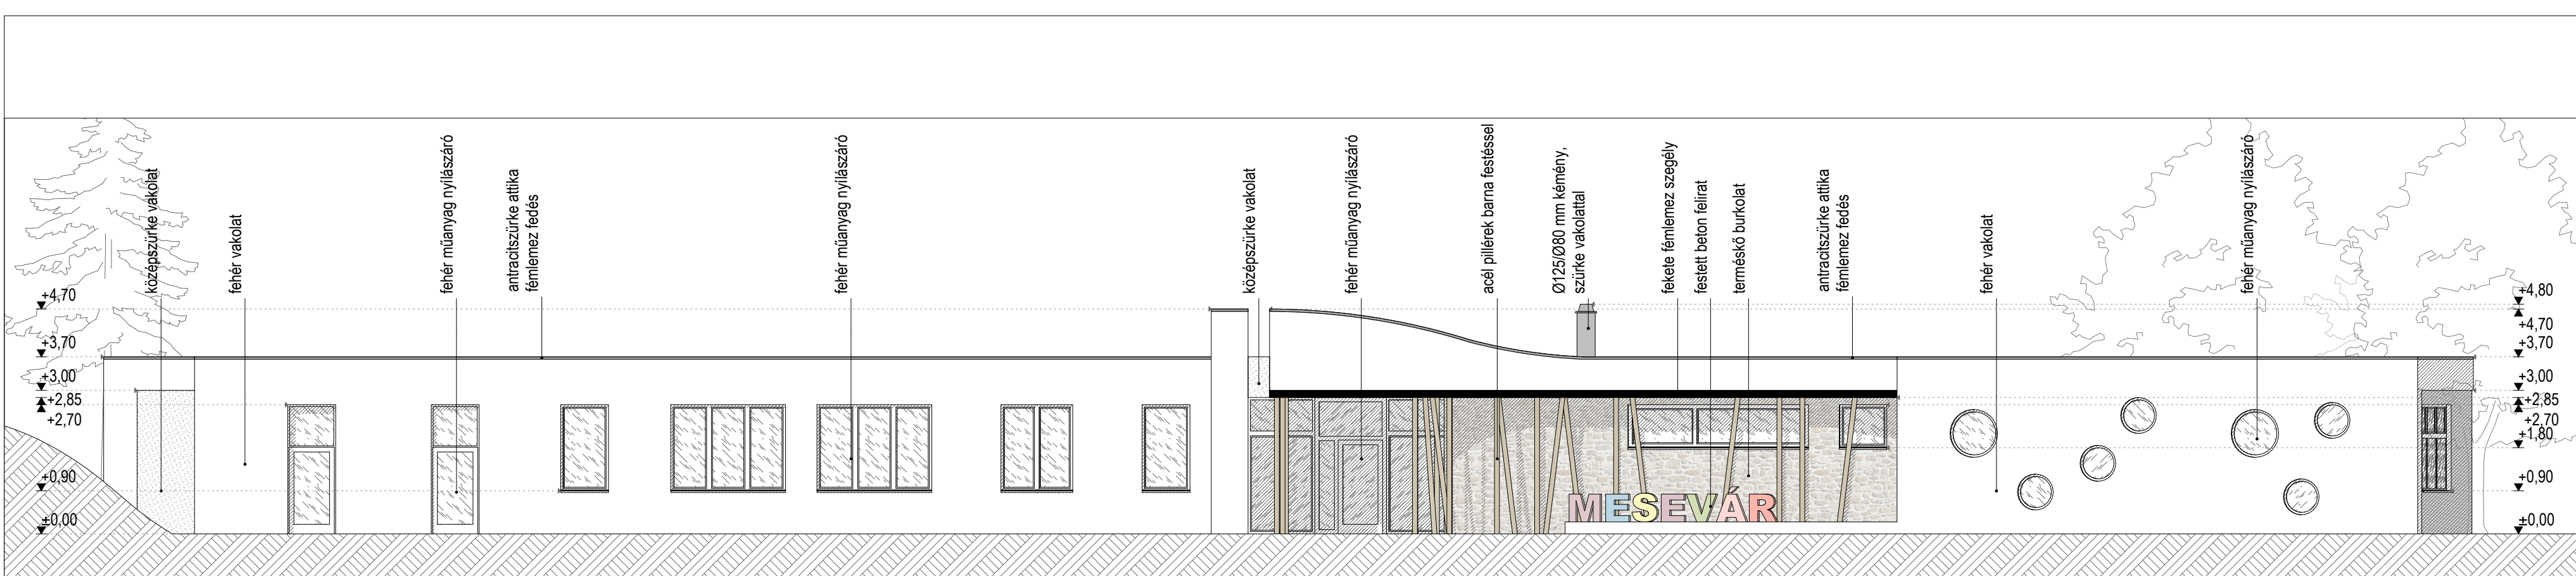 középszürke vakolat
fehér vakolat
fehér műanyag nyílászáró
antracitszürke attika
fémlemez fedés
fehér műanyag nyílászáró
középszürke vakolat
fehér műanyag nyílászáró
acél pillérek barna festéssel
Ø125/Ø80 mm kémény,
szürke vakolattal
fekete fémlemez szegély
festett beton felirat
terméskő burkolat
antracitszürke attika
fémlemez fedés
fehér vakolat
fehér műanyag nyílászáró
+4,70
+3,70
+3,00
+2,85
+2,70
+0,90
±0,00
MESEVÁR
+4,80
+4,70
+3,70
+3,00
+2,85
+2,70
+1,80
+0,90
±0,00